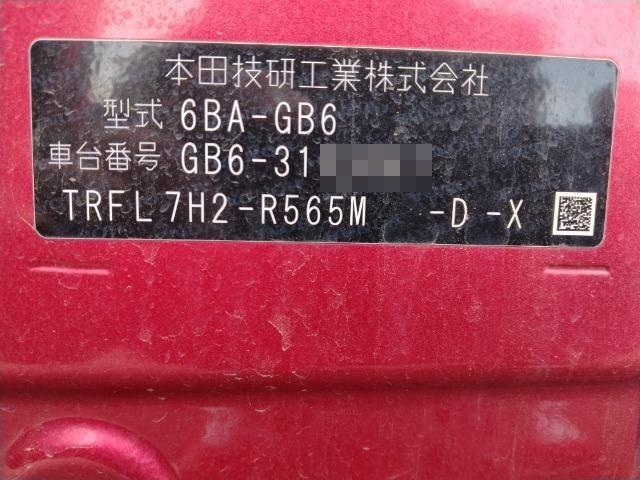 本田技研工業株式会社
型式 6BA-GB6
車台番号 GB6-31
TRFL7H2-R565M -D-X